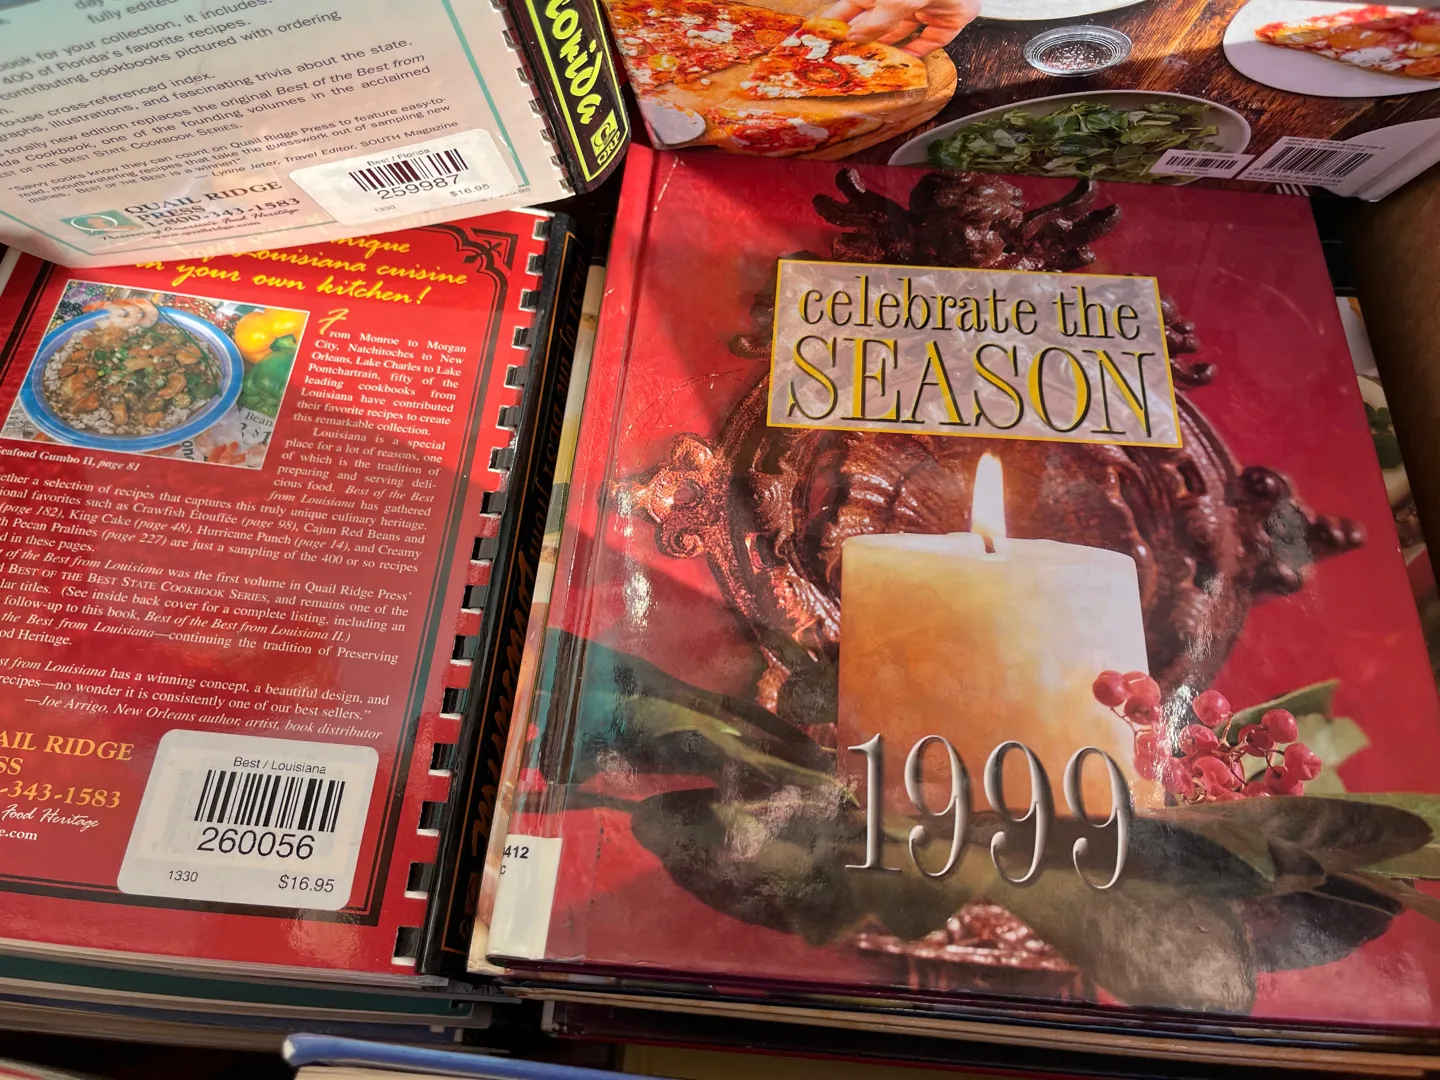 day
fully edited
book for your collection, it includes:
400 of Florida's favorite recipes.
contributing cookbooks pictured with ordering
-use cross-referenced index.
graphs, illustrations, and fascinating trivia about the state.
totally new edition replaces the original Best of the Best from
Cookbook, one of the founding volumes in the acclaimed
BEST OF THE BEST STATE COOKBOOK SERIES.
"Savvy cooks know they can count on Quail Ridge Press to feature easy-to-
read, mouthwatering recipes that take the guesswork out of sampling new
dishes. BEST OF THE BEST is a winner."
— Lynne Jeter, Travel Editor, SOUTH Magazine
QUAIL RIDGE
PRESS
1-800-343-1583
Preserving America's Food Heritage
Best / Florida
259987
1330 $16.95
QRP
unique
Louisiana cuisine
in your own kitchen!
From Monroe to Morgan
City, Natchitoches to New
Orleans, Lake Charles to Lake
Pontchartrain, fifty of the
leading cookbooks from
Louisiana have contributed
their favorite recipes to create
this remarkable collection.
Louisiana is a special
place for a lot of reasons, one
of which is the tradition of
preparing and serving deli-
cious food. Best of the Best
from Louisiana has gathered
Seafood Gumbo II, page 81
together a selection of recipes that captures this truly unique culinary heritage.
favorites such as Crawfish Etouffée (page 98), Cajun Red Beans and
(page 182), King Cake (page 48), Hurricane Punch (page 14), and Creamy
Pecan Pralines (page 227) are just a sampling of the 400 or so recipes
in these pages.
of the Best from Louisiana was the first volume in Quail Ridge Press'
BEST OF THE BEST STATE COOKBOOK SERIES, and remains one of the
titles. (See inside back cover for a complete listing, including an
follow-up to this book, Best of the Best from Louisiana II.)
the Best from Louisiana—continuing the tradition of Preserving
Food Heritage.
from Louisiana has a winning concept, a beautiful design, and
recipes—no wonder it is consistently one of our best sellers."
—Joe Arrigo, New Orleans author, artist, book distributor
QUAIL RIDGE
PRESS
-343-1583
Food Heritage
.com
Best / Louisiana
260056
1330 $16.95
celebrate the
SEASON
1999
412